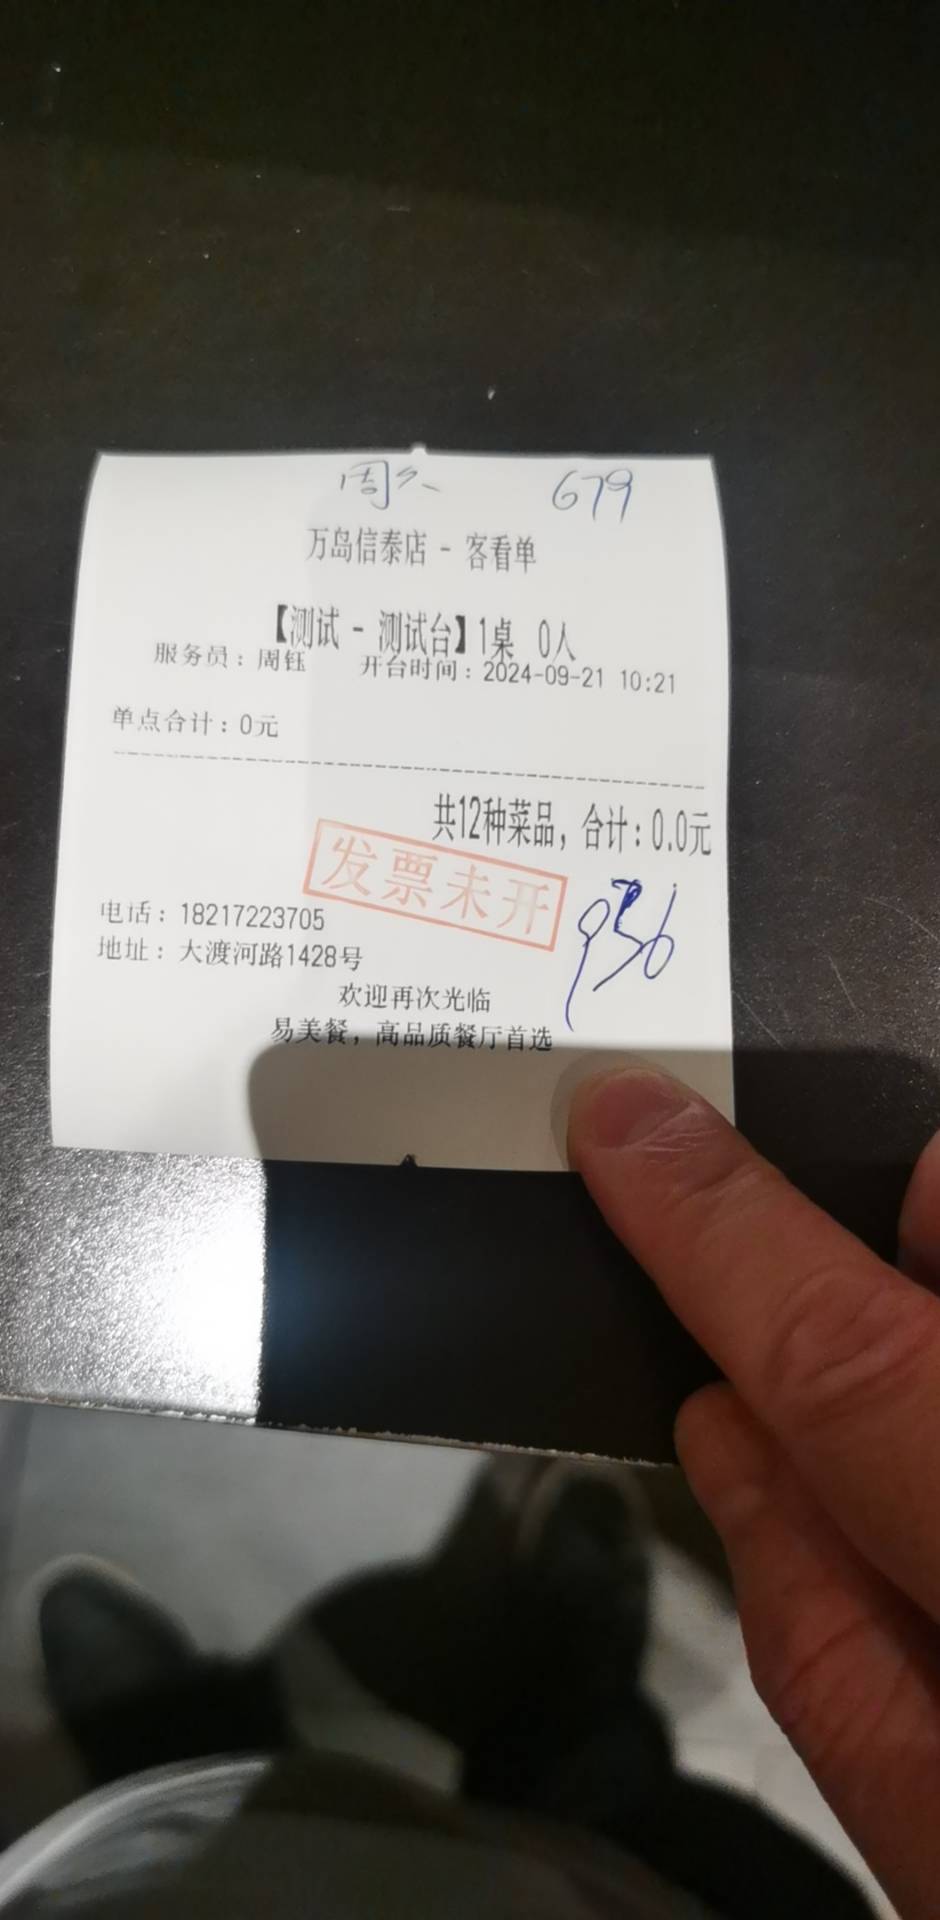 周久 679
万岛信泰店 - 客看单
【测试 - 测试台】1桌 0人
服务员：周钰 开台时间：2024-09-21 10:21
单点合计：0元
共12种菜品，合计：0.0元
发票未开
956
电话：18217223705
地址：大渡河路1428号
欢迎再次光临
易美餐，高品质餐厅首选